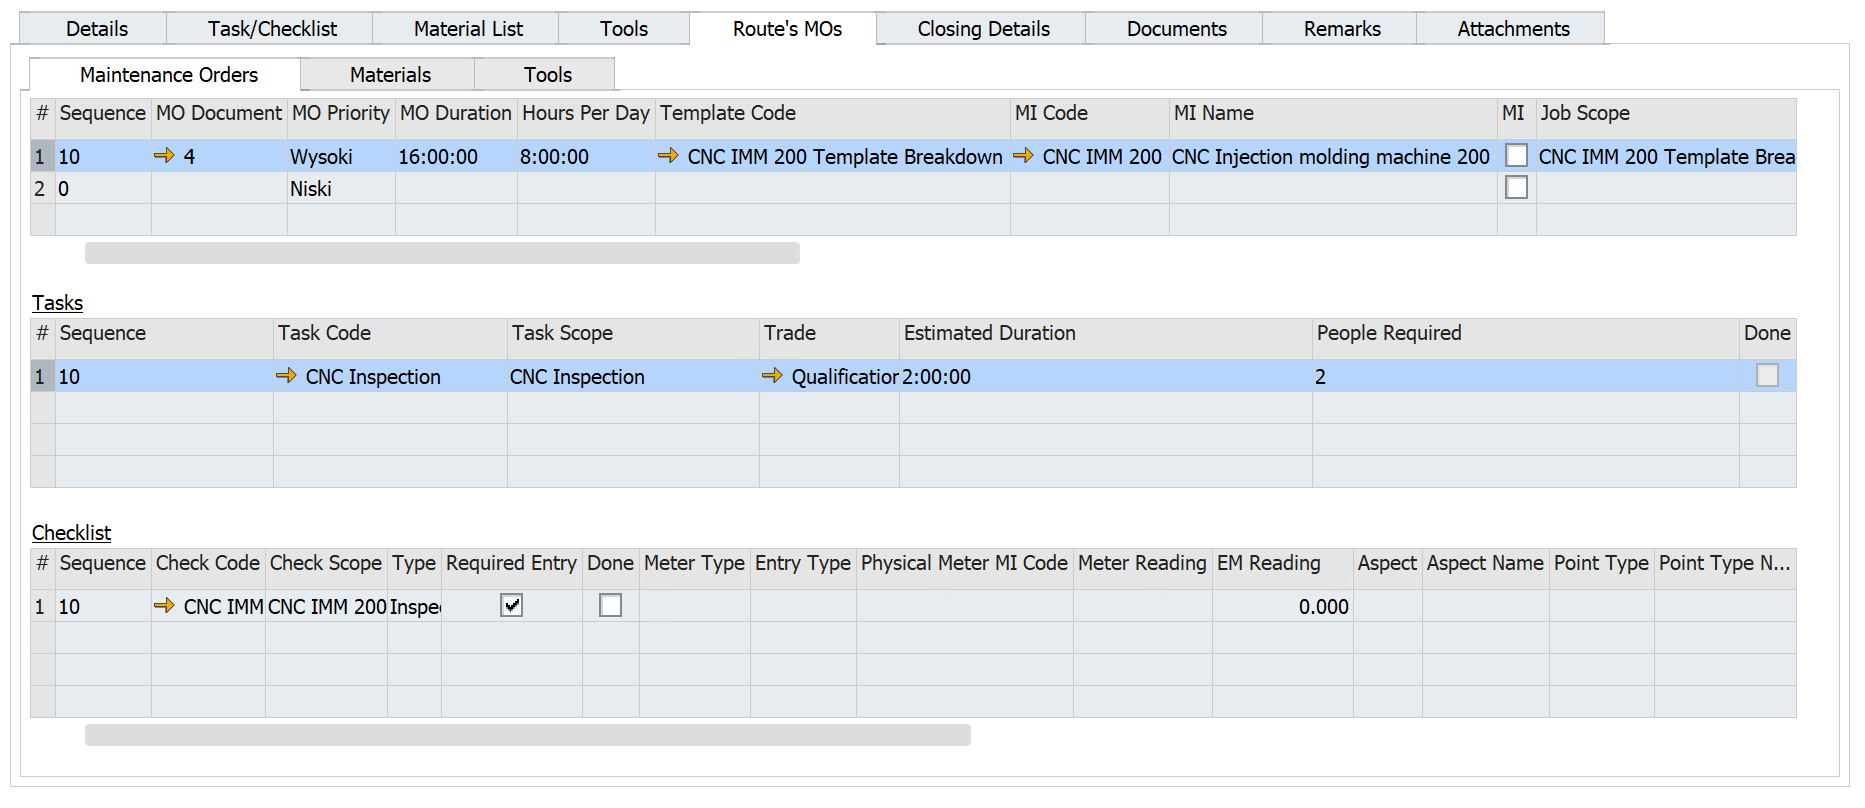 Details Task/Checklist Material List Tools Route's MOs Closing Details Documents Remarks Attachments
Maintenance Orders Materials Tools
# Sequence MO Document MO Priority MO Duration Hours Per Day Template Code MI Code MI Name MI Job Scope
1 10 4 Wysoki 16:00:00 8:00:00 CNC IMM 200 Template Breakdown CNC IMM 200 CNC Injection molding machine 200 CNC IMM 200 Template Brea
2 0 Niski
Tasks
# Sequence Task Code Task Scope Trade Estimated Duration People Required Done
1 10 CNC Inspection CNC Inspection Qualification 2:00:00 2
Checklist
# Sequence Check Code Check Scope Type Required Entry Done Meter Type Entry Type Physical Meter MI Code Meter Reading EM Reading Aspect Aspect Name Point Type Point Type N...
1 10 CNC IMM CNC IMM 200 Inspe 0.000